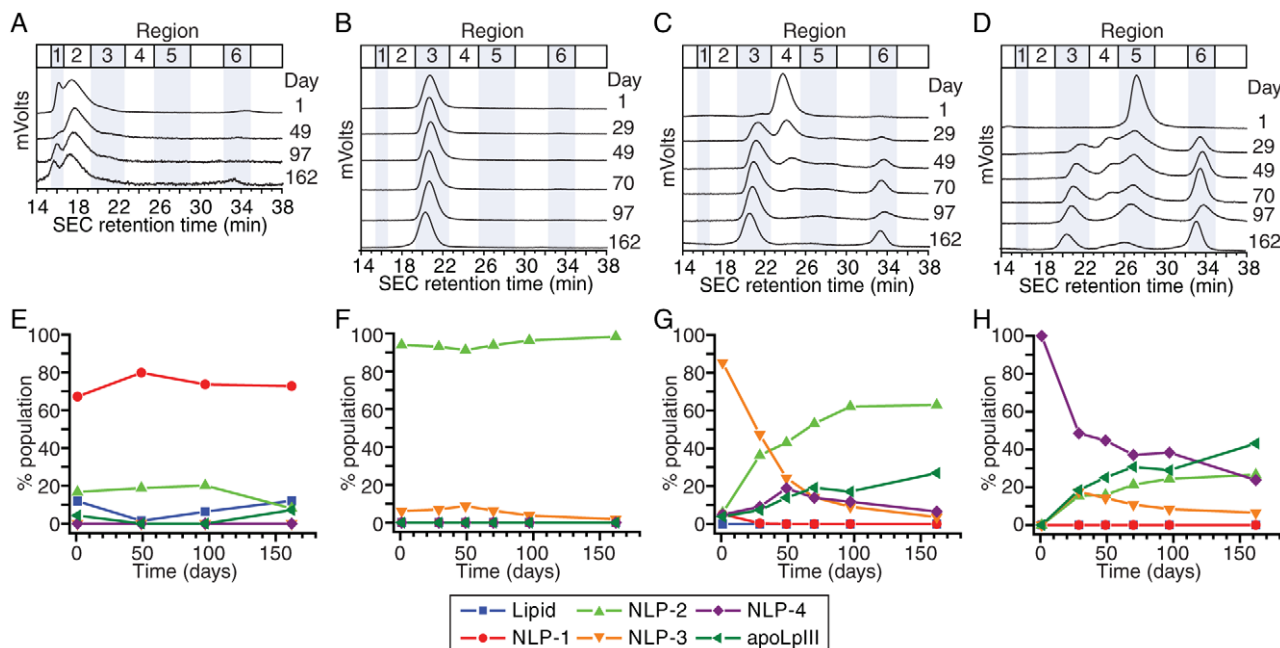 A
Region
1 2 3 4 5 6
Day
1
49
97
162
mVolts
14 18 22 26 30 34 38
SEC retention time (min)
B
Region
1 2 3 4 5 6
Day
1
29
49
70
97
162
mVolts
14 18 22 26 30 34 38
SEC retention time (min)
C
Region
1 2 3 4 5 6
Day
1
29
49
70
97
162
mVolts
14 18 22 26 30 34 38
SEC retention time (min)
D
Region
1 2 3 4 5 6
Day
1
29
49
70
97
162
mVolts
14 18 22 26 30 34 38
SEC retention time (min)
E
% population
100
80
60
40
20
0
0 50 100 150
Time (days)
F
% population
100
80
60
40
20
0
0 50 100 150
Time (days)
G
% population
100
80
60
40
20
0
0 50 100 150
Time (days)
H
% population
100
80
60
40
20
0
0 50 100 150
Time (days)
Lipid NLP-2 NLP-4
NLP-1 NLP-3 apoLpIII